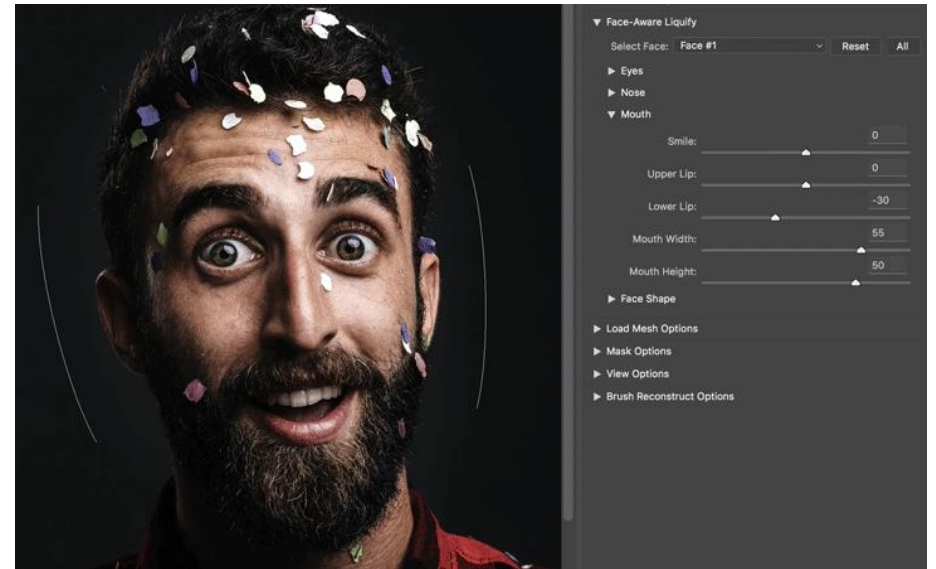 Face-Aware Liquify
Select Face: Face #1 Reset All
Eyes
Nose
Mouth
Smile: 0
Upper Lip: 0
Lower Lip: -30
Mouth Width: 55
Mouth Height: 50
Face Shape
Load Mesh Options
Mask Options
View Options
Brush Reconstruct Options